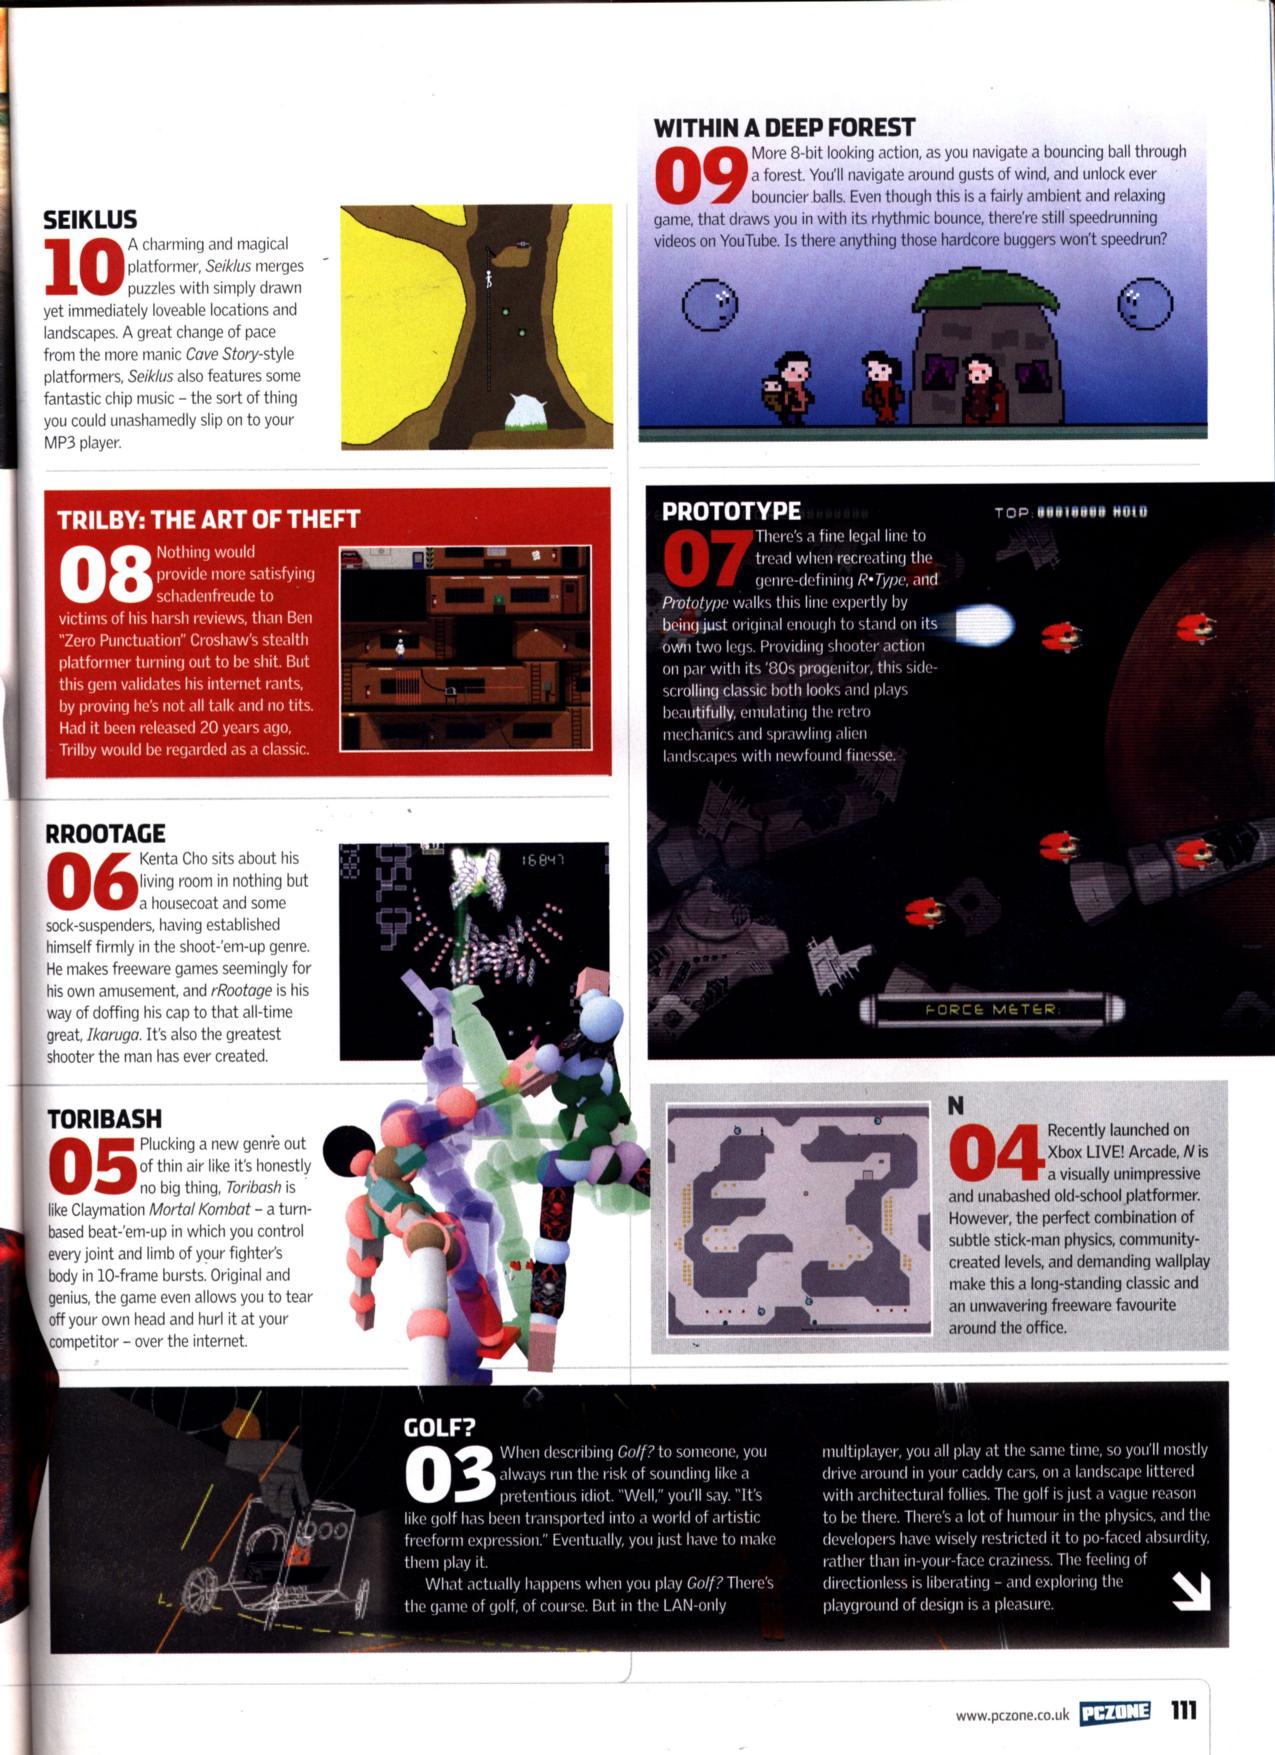 SEIKLUS
10 A charming and magical
platformer, Seiklus merges
puzzles with simply drawn
yet immediately loveable locations and
landscapes. A great change of pace
from the more manic Cave Story-style
platformers, Seiklus also features some
fantastic chip music – the sort of thing
you could unashamedly slip on to your
MP3 player.
WITHIN A DEEP FOREST
09 More 8-bit looking action, as you navigate a bouncing ball through
a forest. You'll navigate around gusts of wind, and unlock ever
bouncier balls. Even though this is a fairly ambient and relaxing
game, that draws you in with its rhythmic bounce, there're still speedrunning
videos on YouTube. Is there anything those hardcore buggers won't speedrun?
TRILBY: THE ART OF THEFT
08 Nothing would
provide more satisfying
schadenfreude to
victims of his harsh reviews, than Ben
"Zero Punctuation" Croshaw's stealth
platformer turning out to be shit. But
this gem validates his internet rants,
by proving he's not all talk and no tits.
Had it been released 20 years ago,
Trilby would be regarded as a classic.
PROTOTYPE
07 There's a fine legal line to
tread when recreating the
genre-defining R•Type, and
Prototype walks this line expertly by
being just original enough to stand on its
own two legs. Providing shooter action
on par with its '80s progenitor, this side-
scrolling classic both looks and plays
beautifully, emulating the retro
mechanics and sprawling alien
landscapes with newfound finesse.
TOP:00010000 HOLD
FORCE METER:
RROOTAGE
06 Kenta Cho sits about his
living room in nothing but
a housecoat and some
sock-suspenders, having established
himself firmly in the shoot-'em-up genre.
He makes freeware games seemingly for
his own amusement, and rRootage is his
way of doffing his cap to that all-time
great, Ikaruga. It's also the greatest
shooter the man has ever created.
16847
TORIBASH
05 Plucking a new genre out
of thin air like it's honestly
no big thing, Toribash is
like Claymation Mortal Kombat – a turn-
based beat-'em-up in which you control
every joint and limb of your fighter's
body in 10-frame bursts. Original and
genius, the game even allows you to tear
off your own head and hurl it at your
competitor – over the internet.
N
04 Recently launched on
Xbox LIVE! Arcade, N is
a visually unimpressive
and unabashed old-school platformer.
However, the perfect combination of
subtle stick-man physics, community-
created levels, and demanding wallplay
make this a long-standing classic and
an unwavering freeware favourite
around the office.
GOLF?
03 When describing Golf? to someone, you
always run the risk of sounding like a
pretentious idiot. "Well," you'll say. "It's
like golf has been transported into a world of artistic
freeform expression." Eventually, you just have to make
them play it.
What actually happens when you play Golf? There's
the game of golf, of course. But in the LAN-only
multiplayer, you all play at the same time, so you'll mostly
drive around in your caddy cars, on a landscape littered
with architectural follies. The golf is just a vague reason
to be there. There's a lot of humour in the physics, and the
developers have wisely restricted it to po-faced absurdity,
rather than in-your-face craziness. The feeling of
directionless is liberating – and exploring the
playground of design is a pleasure.
www.pczone.co.uk PCZONE 111